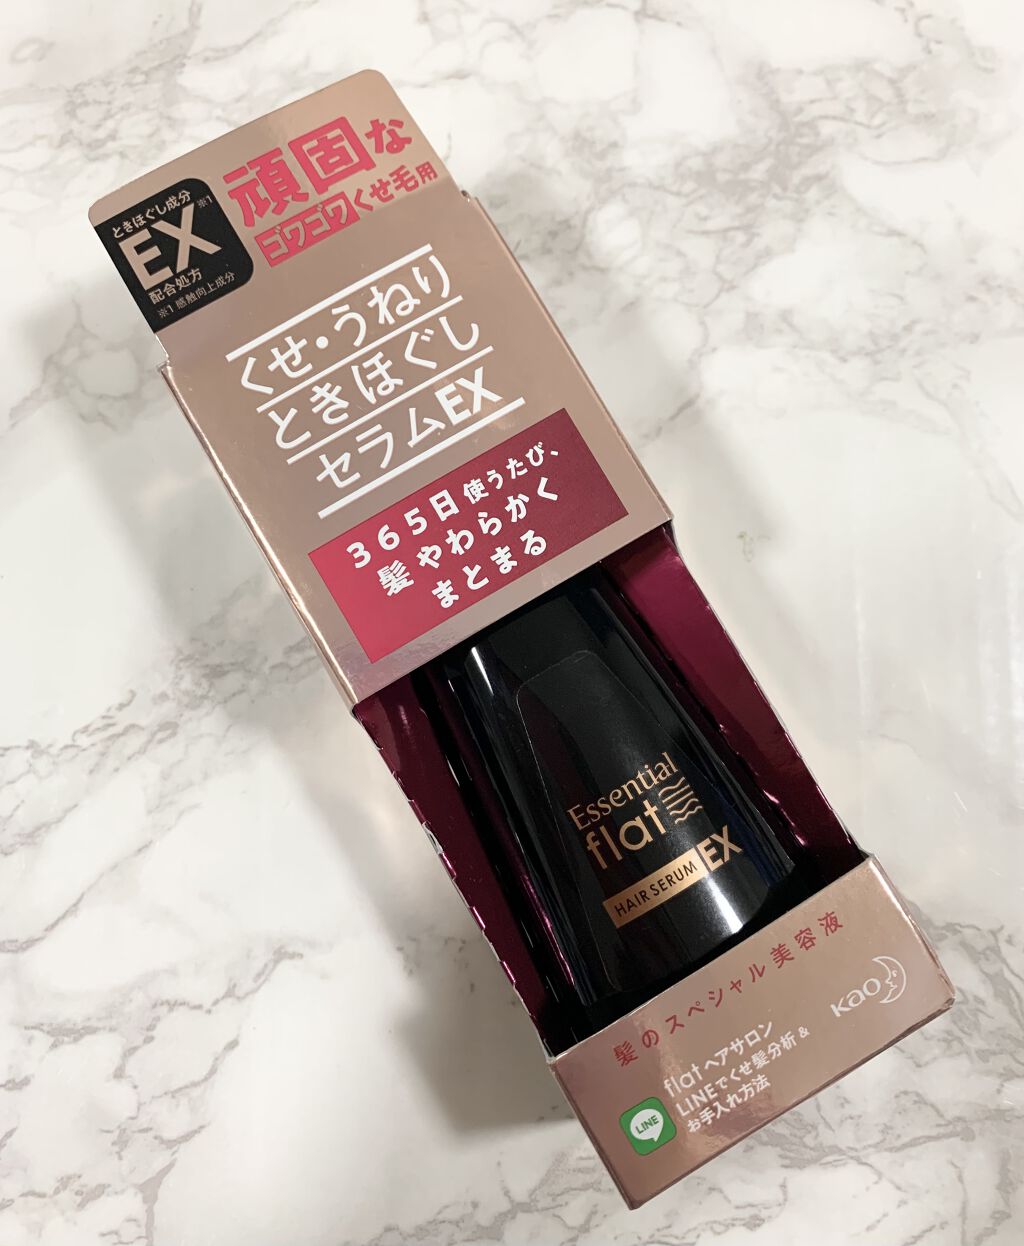 ときほぐし成分
EX ※1
配合処方
※1 感触向上成分
頑固な
ゴワゴワくせ毛用
くせ・うねり
ときほぐし
セラムEX
365日使うたび、
髪やわらかく
まとまる
Essential
flat
HAIR SERUM EX
髪のスペシャル美容液
Kao
flatヘアサロン
LINEでくせ髪分析&
お手入れ方法
LINE